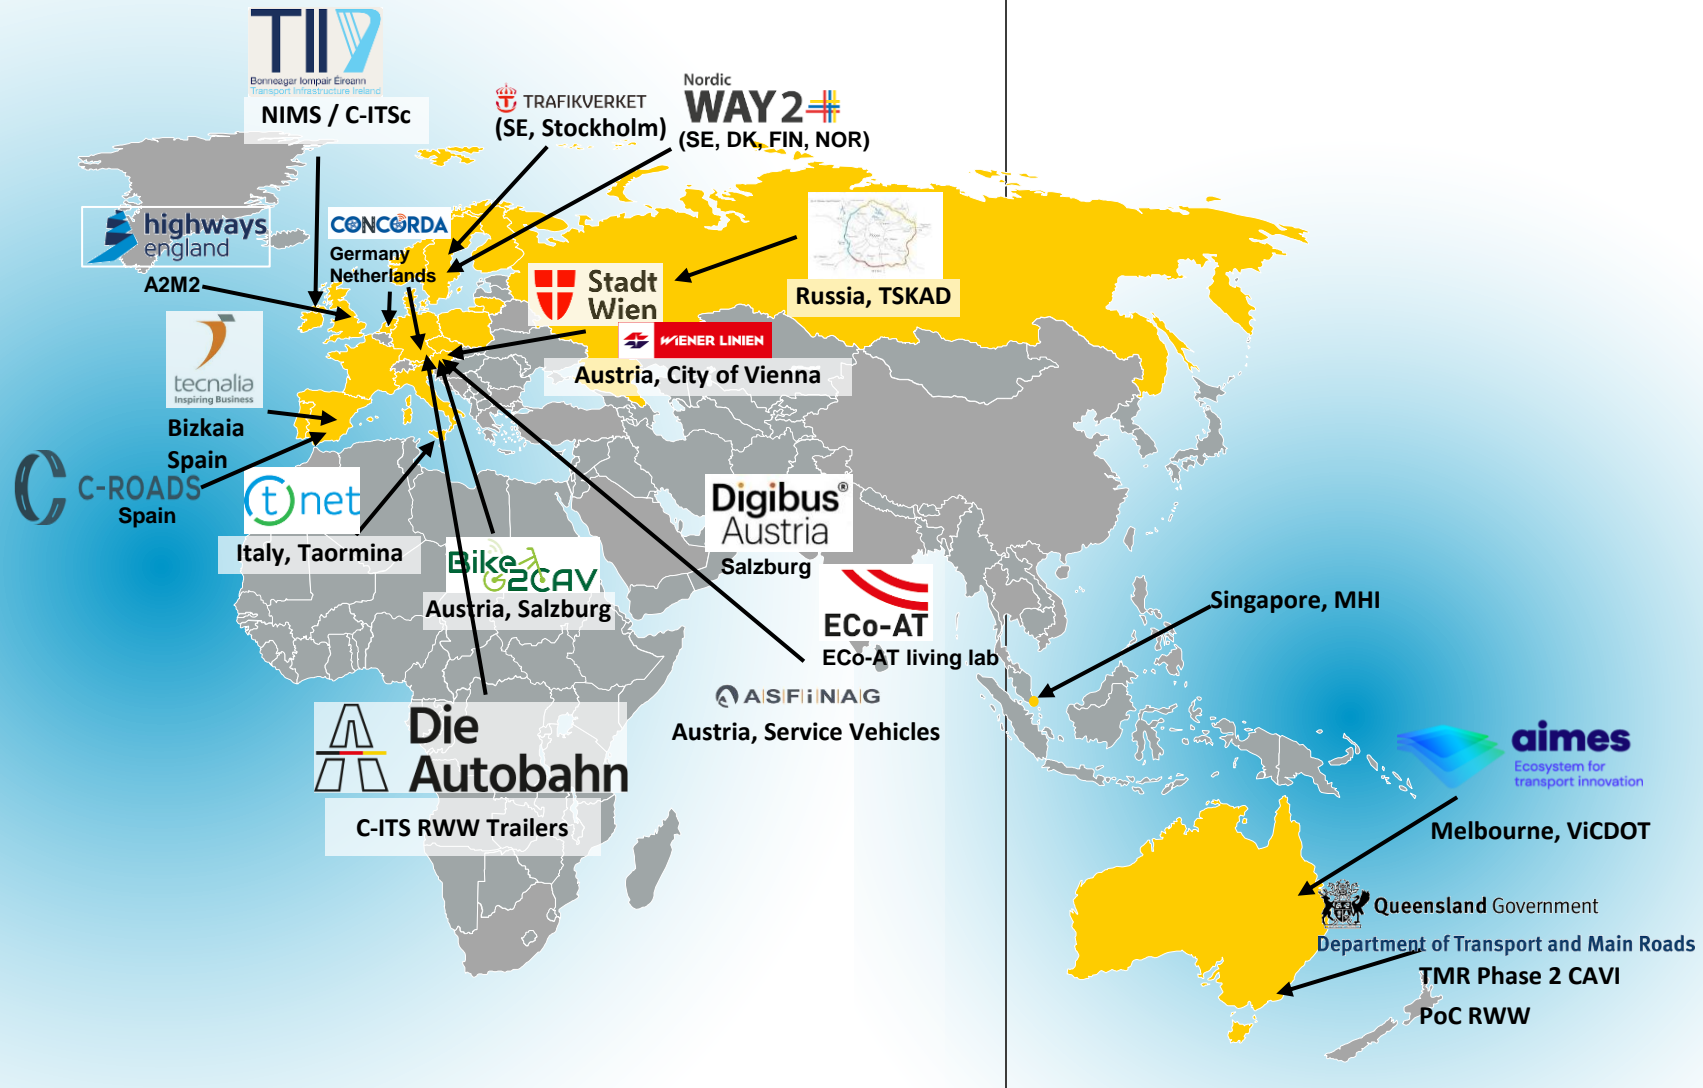 TII
Bonneagar Iompair Éireann
Transport Infrastructure Ireland
NIMS / C-ITSc
TRAFIKVERKET
(SE, Stockholm)
Nordic
WAY 2
(SE, DK, FIN, NOR)
highways
england
A2M2
CONCORDA
Germany
Netherlands
Stadt
Wien
WIENER LINIEN
Austria, City of Vienna
Russia, TSKAD
tecnalia
Inspiring Business
Bizkaia
Spain
C-ROADS
Spain
t net
Italy, Taormina
Bike
2CAV
Austria, Salzburg
Digibus®
Austria
Salzburg
ECo-AT
ECo-AT living lab
ASFiNAG
Austria, Service Vehicles
Die
Autobahn
C-ITS RWW Trailers
Singapore, MHI
aimes
Ecosystem for
transport innovation
Melbourne, ViCDOT
Queensland Government
Department of Transport and Main Roads
TMR Phase 2 CAVI
PoC RWW